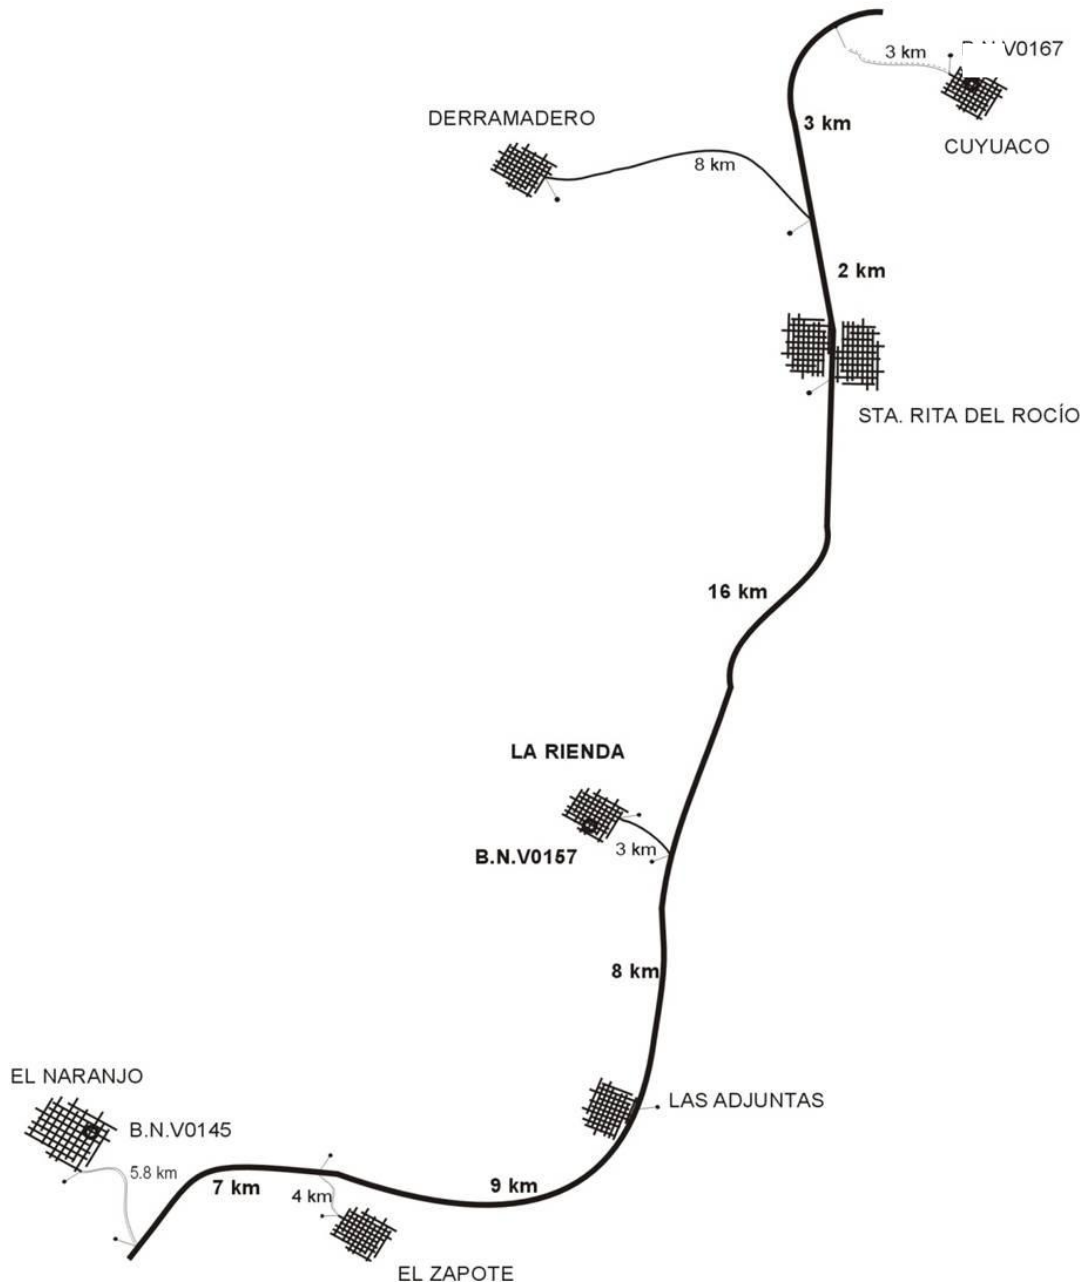 3 km
V0167
DERRAMADERO
3 km
CUYUACO
8 km
2 km
STA. RITA DEL ROCÍO
16 km
LA RIENDA
3 km
B.N.V0157
8 km
EL NARANJO
LAS ADJUNTAS
B.N.V0145
5.8 km
7 km
4 km
9 km
EL ZAPOTE